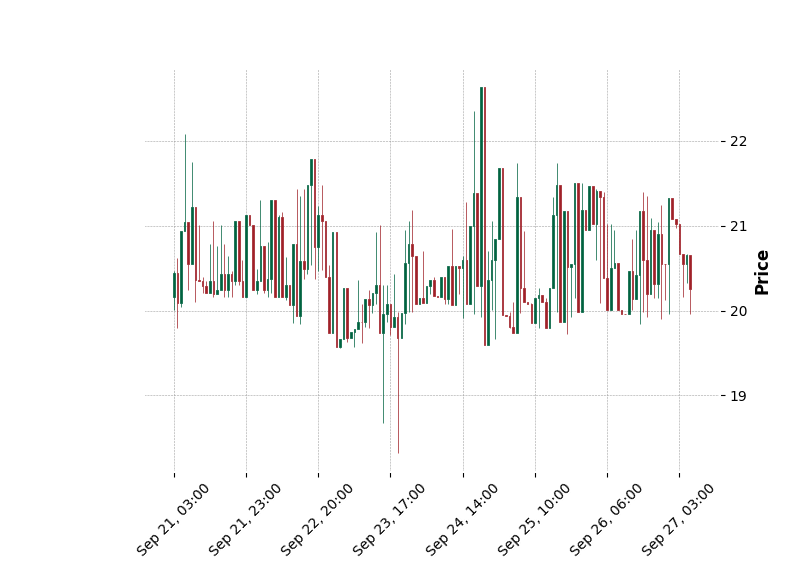 22
21
20
19
Price
Sep 21, 03:00
Sep 21, 23:00
Sep 22, 20:00
Sep 23, 17:00
Sep 24, 14:00
Sep 25, 10:00
Sep 26, 06:00
Sep 27, 03:00